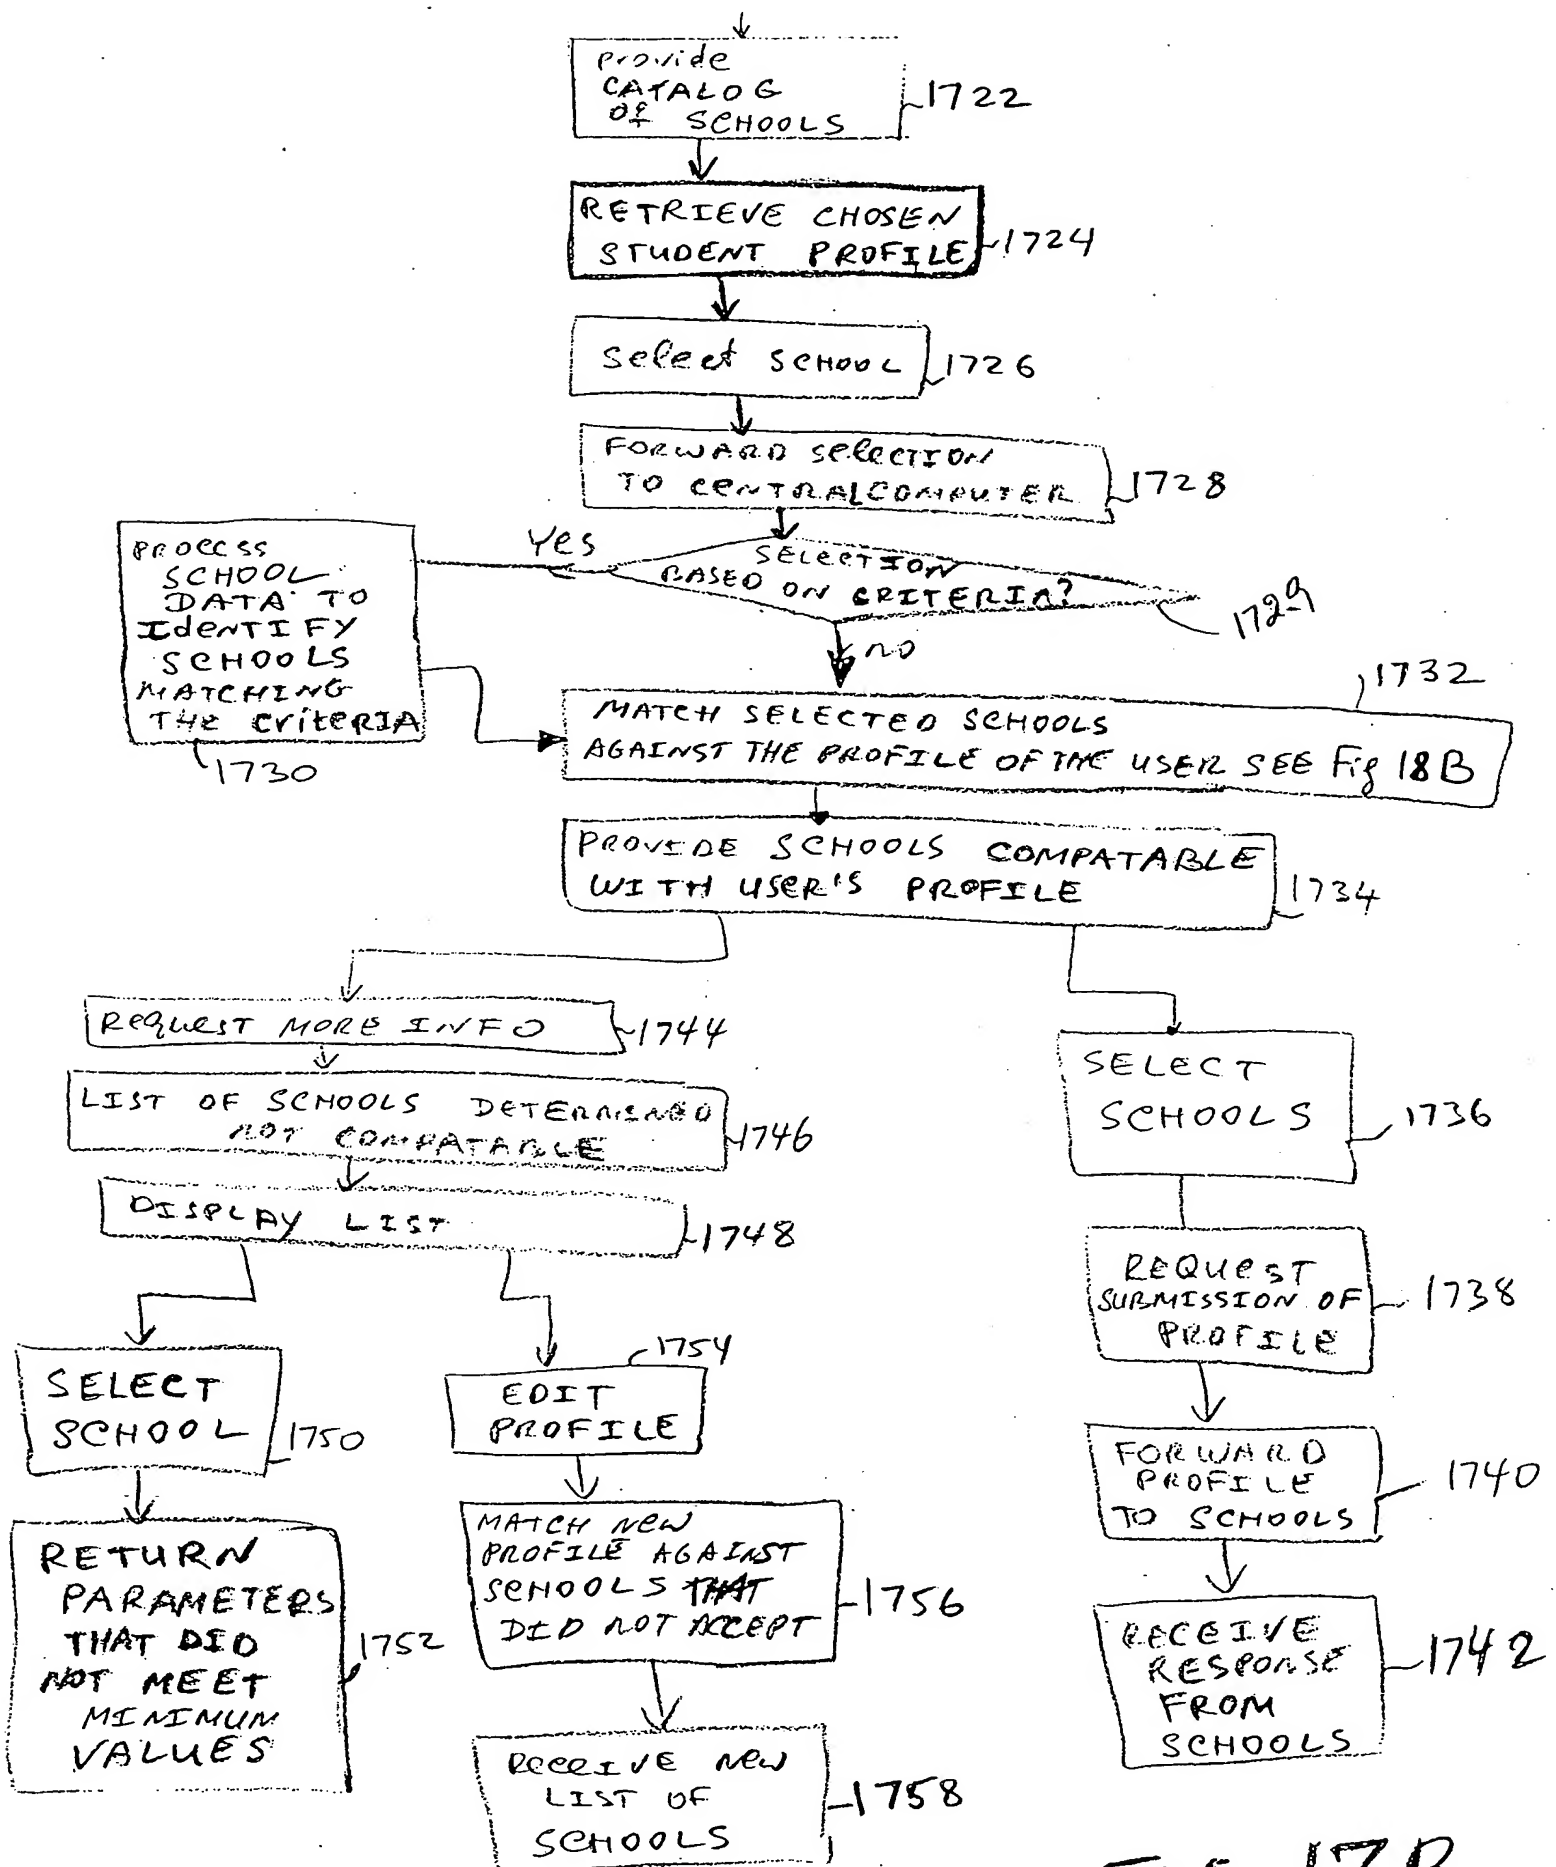 Provide
CATALOG
Of SCHOOLS
1722
RETRIEVE CHOSEN
STUDENT PROFILE
1724
Select SCHOOL
1726
FORWARD SELECTION
TO CENTRALCOMPUTER
1728
SELECTION
BASED ON CRITERIA?
1729
Yes
NO
PROCESS
SCHOOL
DATA TO
IdENTIFY
SCHOOLS
MATCHING
THE CRITERIA
1730
1732
MATCH SELECTED SCHOOLS
AGAINST THE PROFILE OF THE USER SEE Fig 18B
PROVIDE SCHOOLS COMPATABLE
WITH USER'S PROFILE
1734
REQUEST MORE INFO
1744
LIST OF SCHOOLS DETERMINED
NOT COMPATABLE
1746
DISPLAY LIST
1748
SELECT
SCHOOL
1750
RETURN
PARAMETERS
THAT DID
NOT MEET
MINIMUM
VALUES
1752
1754
EDIT
PROFILE
MATCH NEW
PROFILE AGAINST
SCHOOLS THAT
DID NOT ACCEPT
1756
RECEIVE NEW
LIST OF
SCHOOLS
1758
SELECT
SCHOOLS
1736
REQUEST
SUBMISSION OF
PROFILE
1738
FORWARD
PROFILE
TO SCHOOLS
1740
RECEIVE
RESPONSE
FROM
SCHOOLS
1742